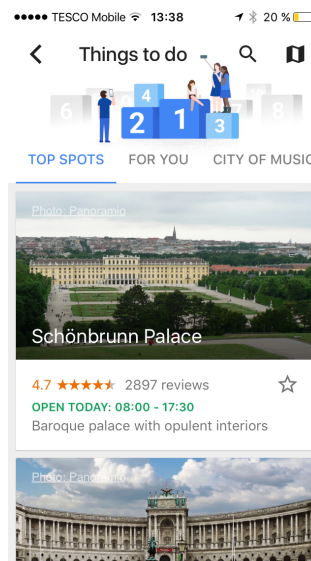 TESCO Mobile 13:38 20 %
Things to do
6 4 2 1 3 7 8
TOP SPOTS FOR YOU CITY OF MUSIC
Photo: Panoramio
Schönbrunn Palace
4.7 2897 reviews
OPEN TODAY: 08:00 - 17:30
Baroque palace with opulent interiors
Photo: Panoramio